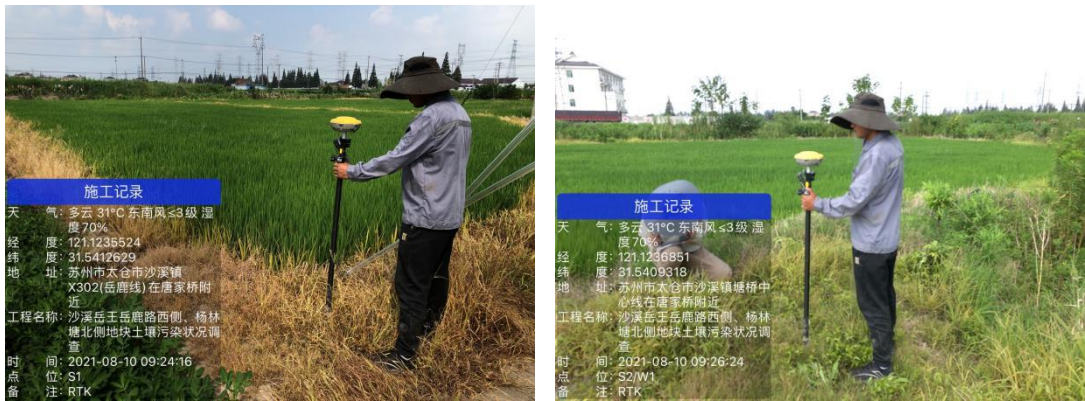 施工记录
天 气：多云 31℃ 东南风≤3级 湿
度70%
经 度：121.1235524
纬 度：31.5412629
地 址：苏州市太仓市沙溪镇
X302(岳鹿线)在唐家桥附
近
工程名称：沙溪岳王岳鹿路西侧、杨林
塘北侧地块土壤污染状况调
查
时 间：2021-08-10 09:24:16
点 位：S1
备 注：RTK
施工记录
天 气：多云 31℃ 东南风≤3级 湿
度70%
经 度：121.1236851
纬 度：31.5409318
地 址：苏州市太仓市沙溪镇塘桥中
心线在唐家桥附近
工程名称：沙溪岳王岳鹿路西侧、杨林
塘北侧地块土壤污染状况调
查
时 间：2021-08-10 09:26:24
点 位：S2/W1
备 注：RTK